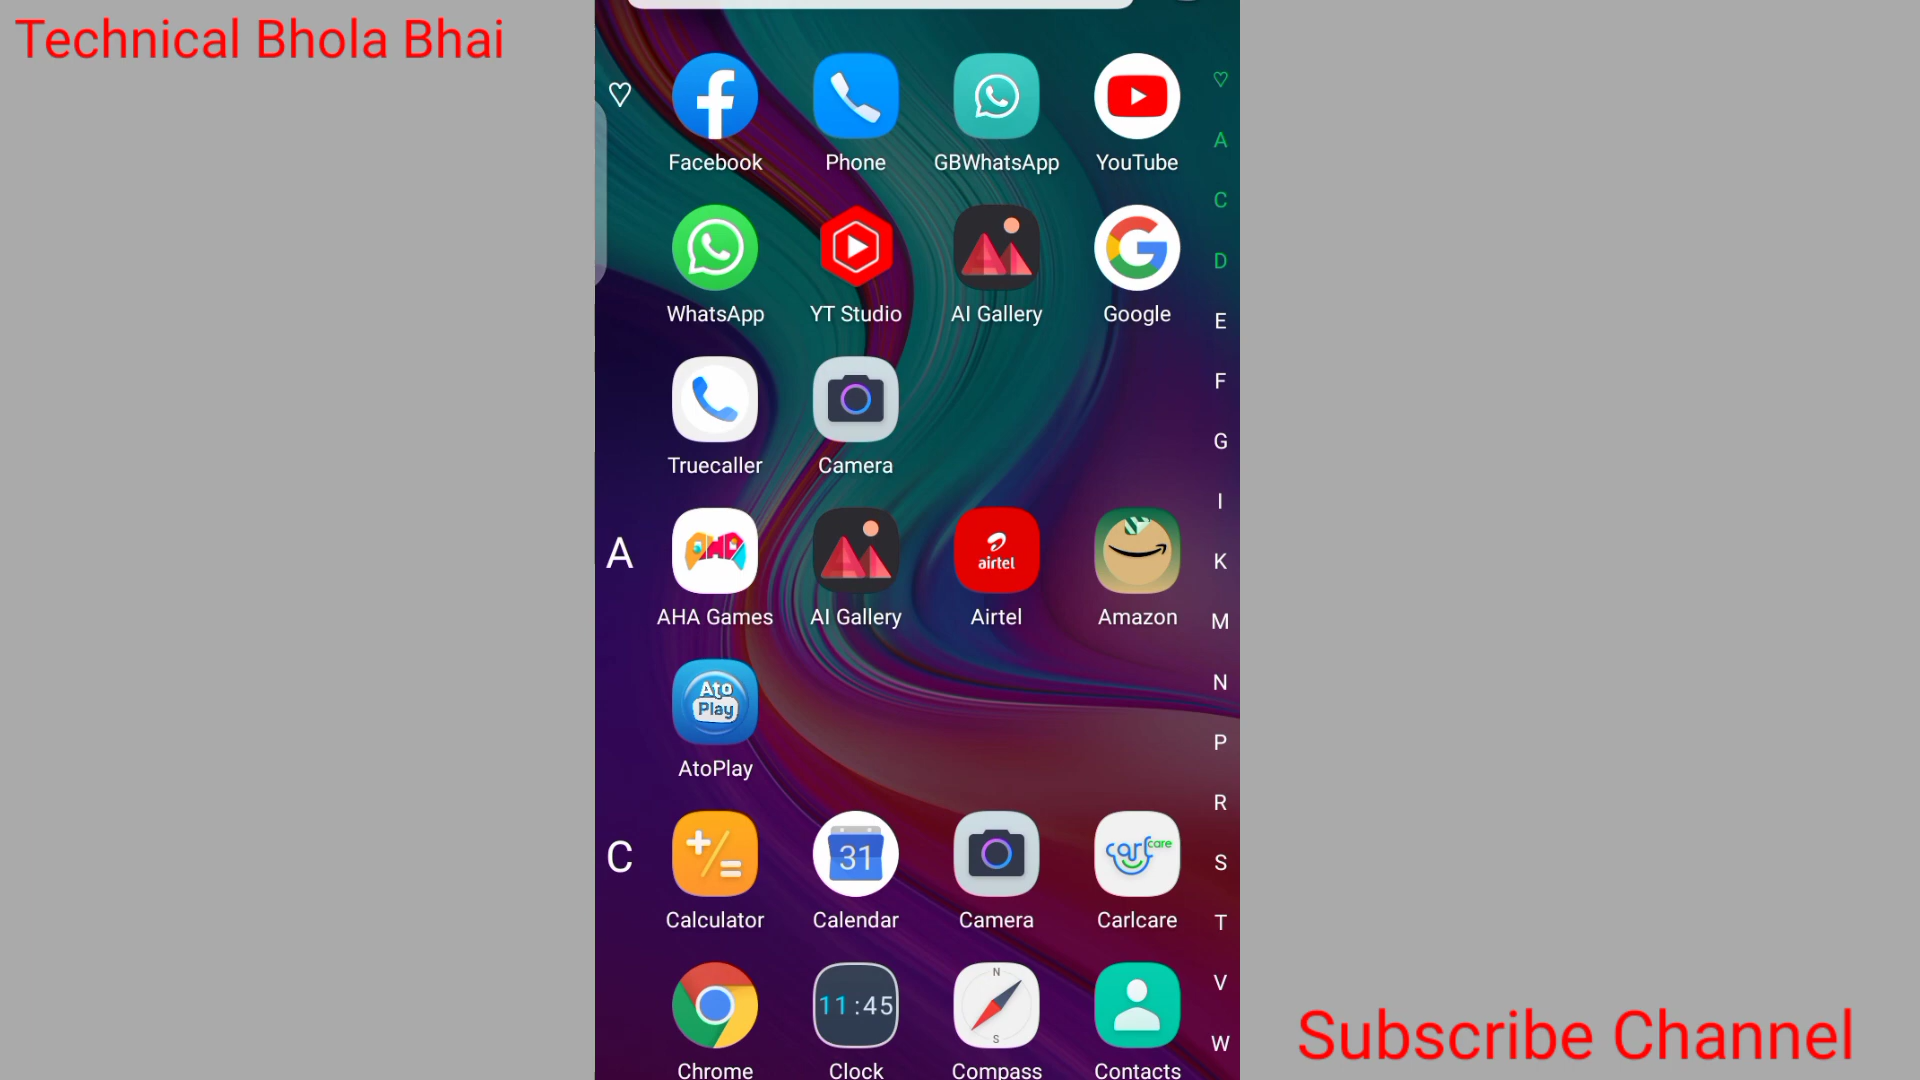 Technical Bhola Bhai
♡
Facebook Phone GBWhatsApp YouTube
♡
A
C
WhatsApp YT Studio AI Gallery Google
D
E
F
Truecaller Camera
G
I
A
airtel
K
AHA Games AI Gallery Airtel Amazon
M
N
Ato
Play
P
AtoPlay
R
C
31
carlcare
S
Calculator Calendar Camera Carlcare
T
V
N
11:45
S
W
Chrome Clock Compass Contacts
Subscribe Channel